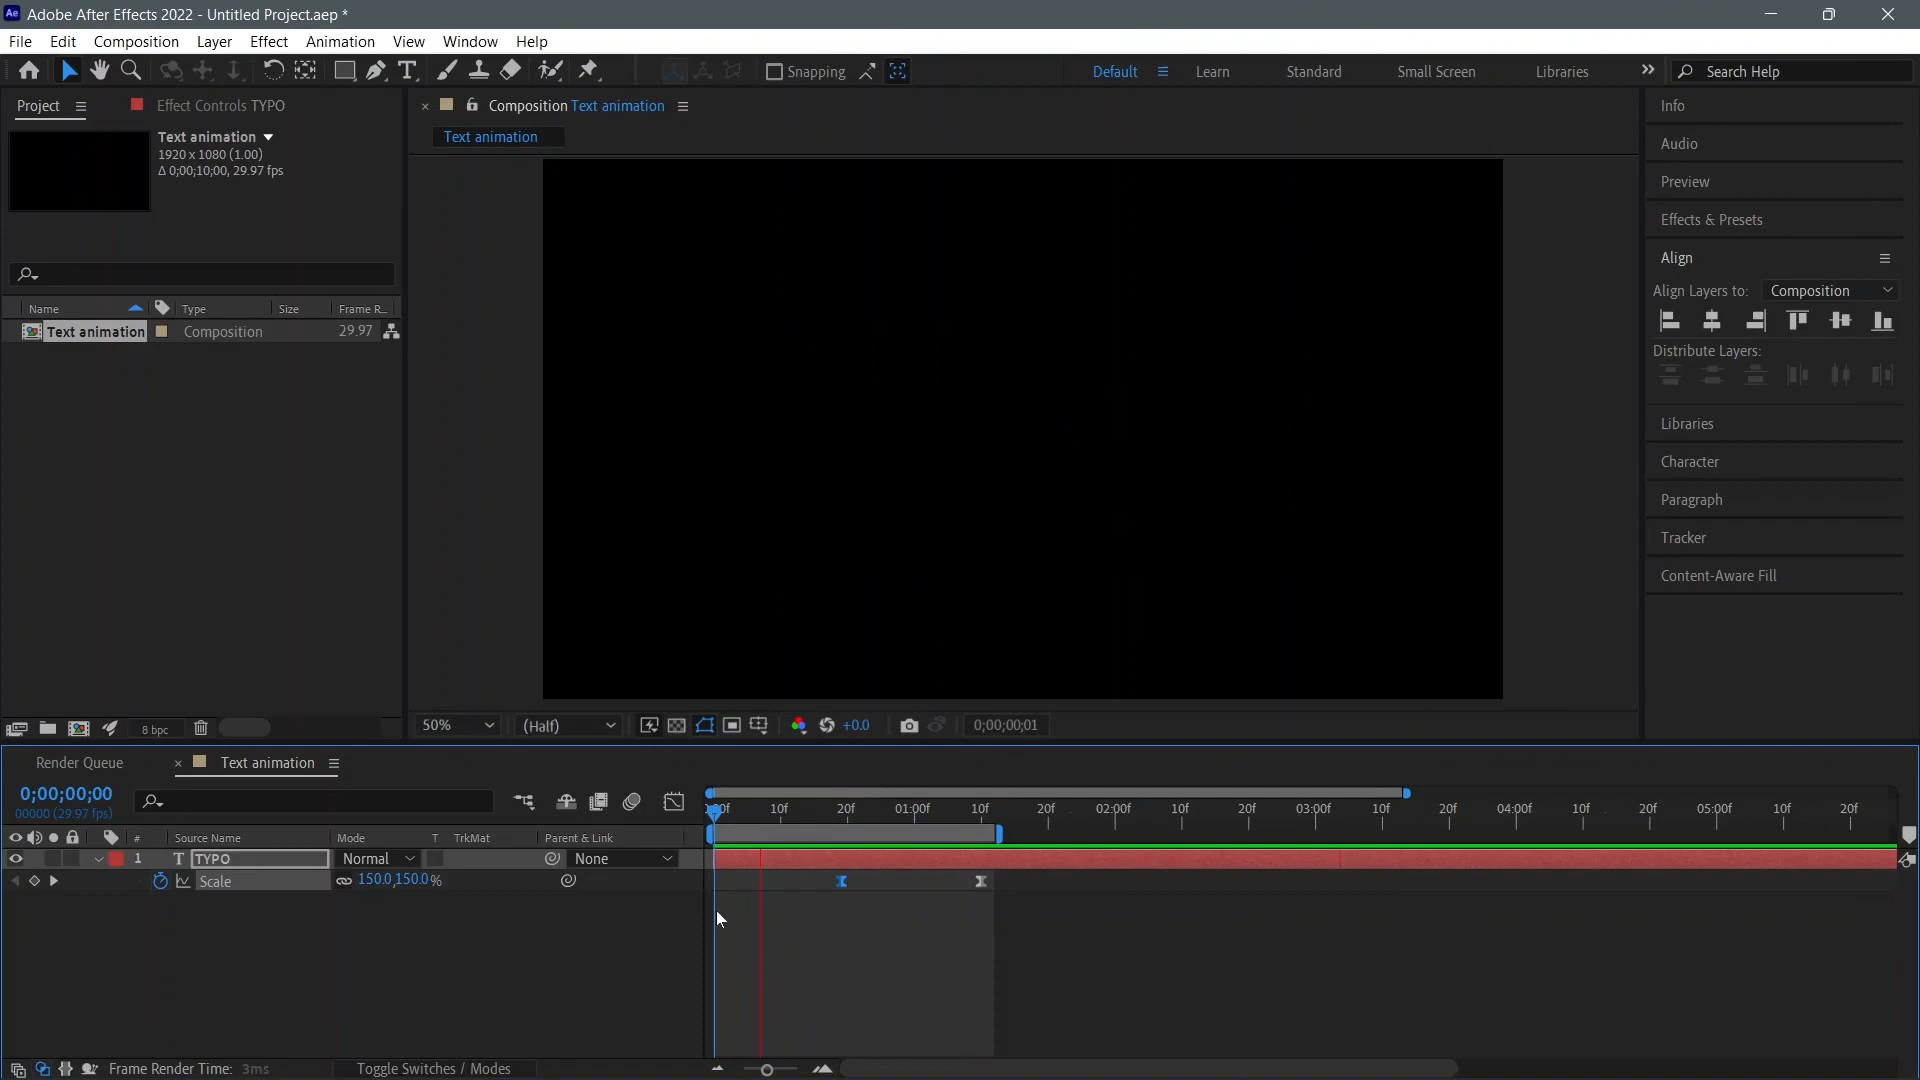 Ae Adobe After Effects 2022 - Untitled Project.aep *
File Edit Composition Layer Effect Animation View Window Help
Snapping Default Learn Standard Small Screen Libraries Search Help
Project Effect Controls TYPO
Composition Text animation
Text animation
Text animation
1920 x 1080 (1.00)
Δ 0;00;10;00, 29.97 fps
Name Type Size Frame R...
Text animation Composition 29.97
8 bpc
50% (Half) +0.0 0;00;00;01
Info
Audio
Preview
Effects & Presets
Align
Align Layers to: Composition
Distribute Layers:
Libraries
Character
Paragraph
Tracker
Content-Aware Fill
Render Queue Text animation
0;00;00;00
00000 (29.97 fps)
10f 20f 01:00f 10f 20f 02:00f 10f 20f 03:00f 10f 20f 04:00f 10f 20f 05:00f 10f 20f
# Source Name Mode T TrkMat Parent & Link
1 T TYPO Normal None
Scale 150.0,150.0%
Frame Render Time: 3ms Toggle Switches / Modes